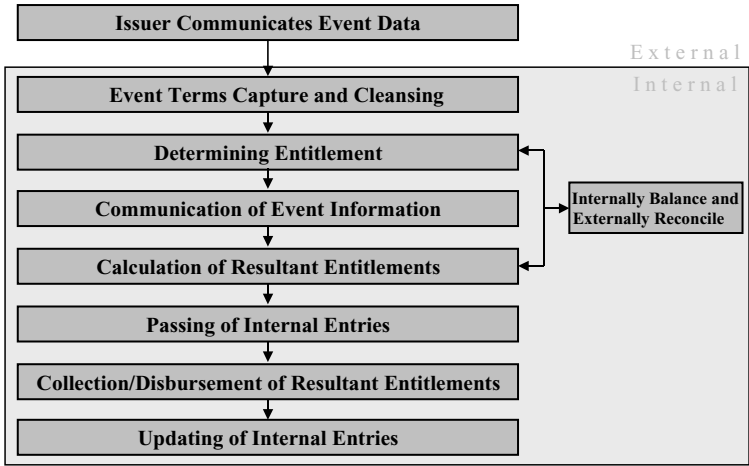 Issuer Communicates Event Data
External
Internal
Event Terms Capture and Cleansing
Determining Entitlement
Communication of Event Information
Internally Balance and
Externally Reconcile
Calculation of Resultant Entitlements
Passing of Internal Entries
Collection/Disbursement of Resultant Entitlements
Updating of Internal Entries